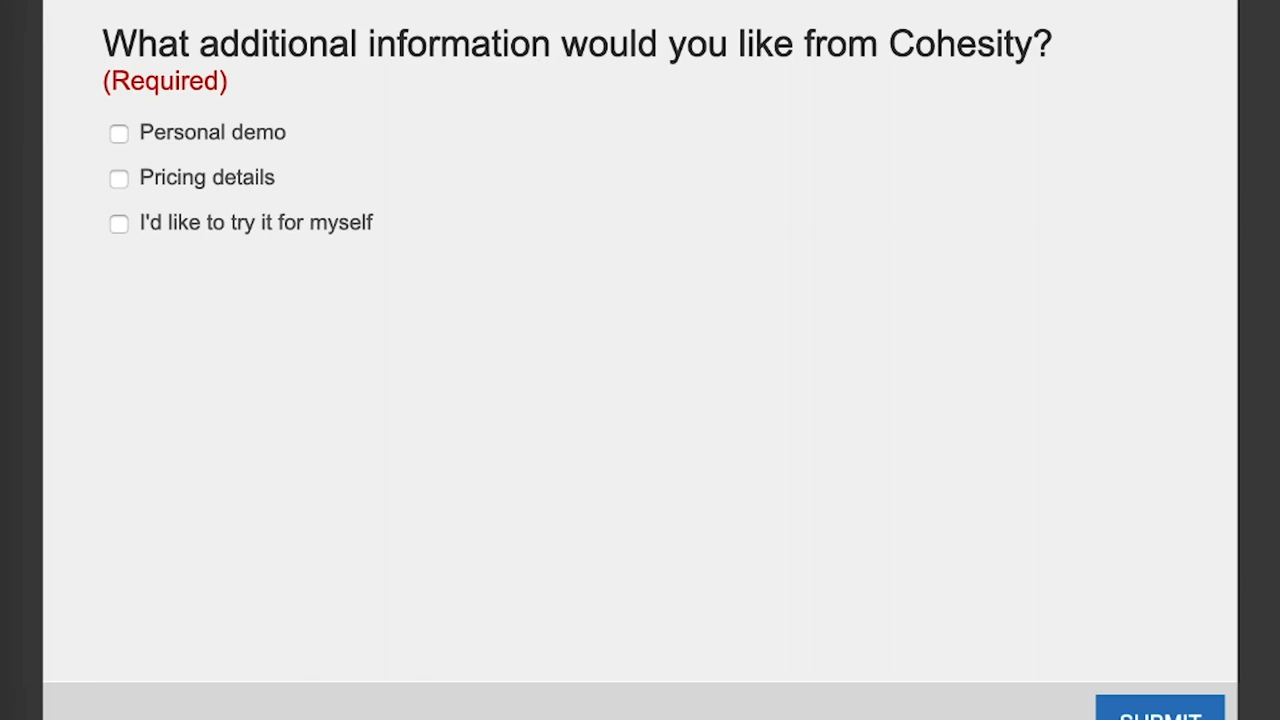 What additional information would you like from Cohesity?
(Required)
Personal demo
Pricing details
I'd like to try it for myself
SUBMIT